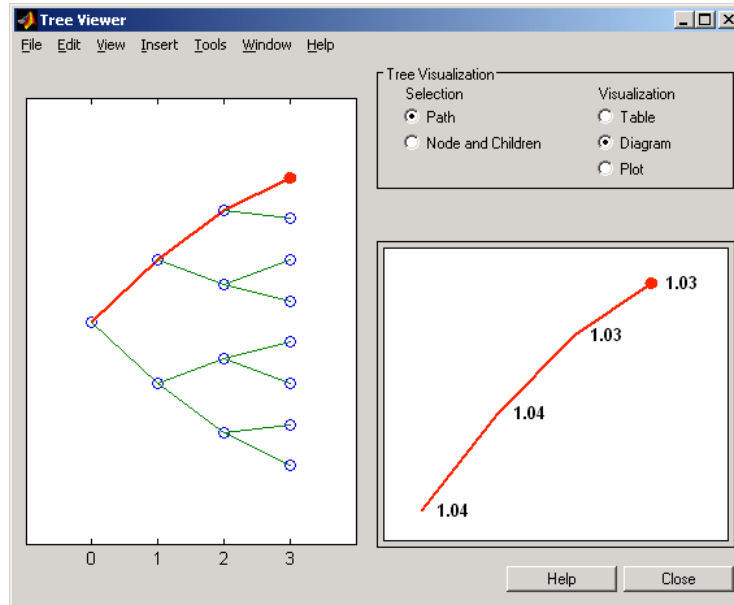 Tree Viewer
File Edit View Insert Tools Window Help
Tree Visualization
Selection
Path
Node and Children
Visualization
Table
Diagram
Plot
0 1 2 3
1.03
1.03
1.04
1.04
Help Close